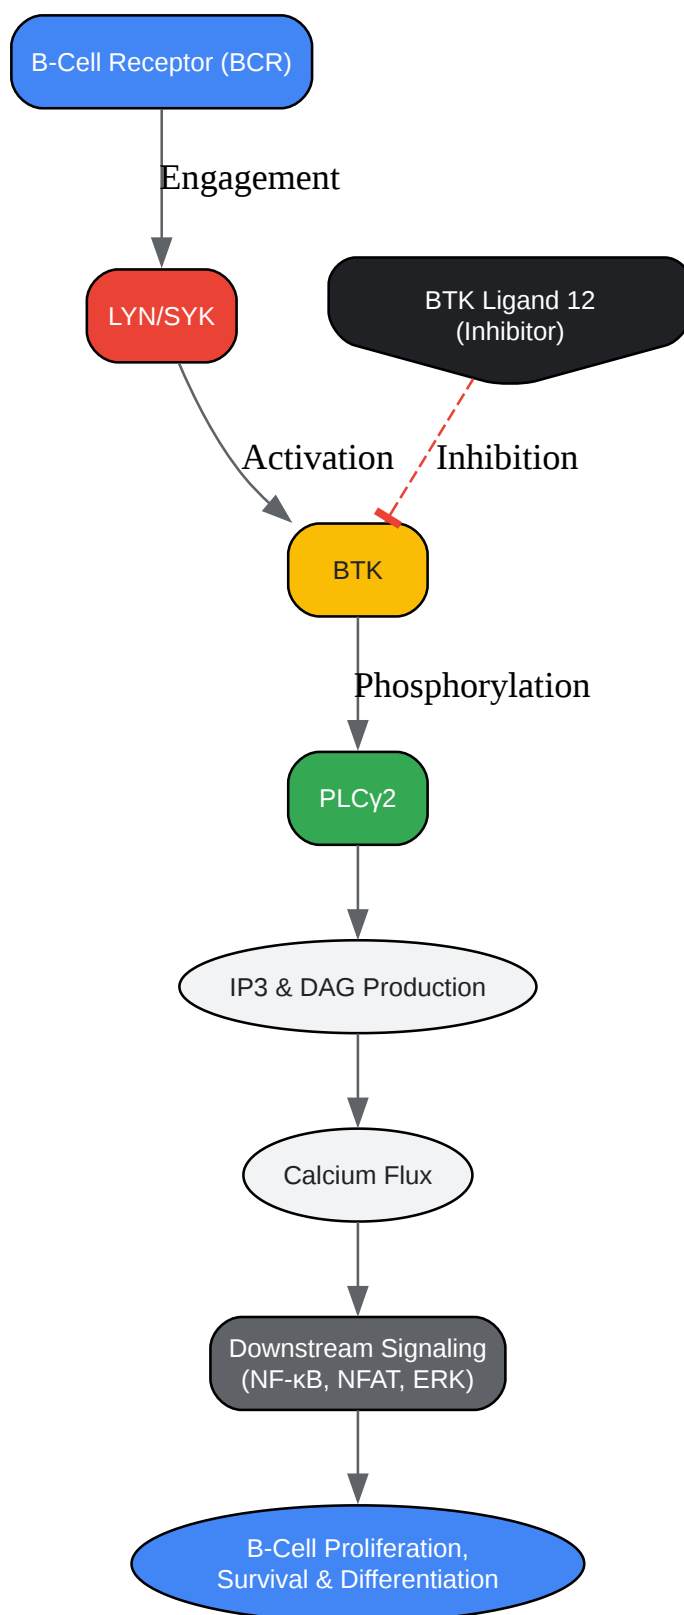 B-Cell Receptor (BCR)
Engagement
LYN/SYK
BTK Ligand 12
(Inhibitor)
Activation
Inhibition
BTK
Phosphorylation
PLCγ2
IP3 & DAG Production
Calcium Flux
Downstream Signaling
(NF-κB, NFAT, ERK)
B-Cell Proliferation,
Survival & Differentiation